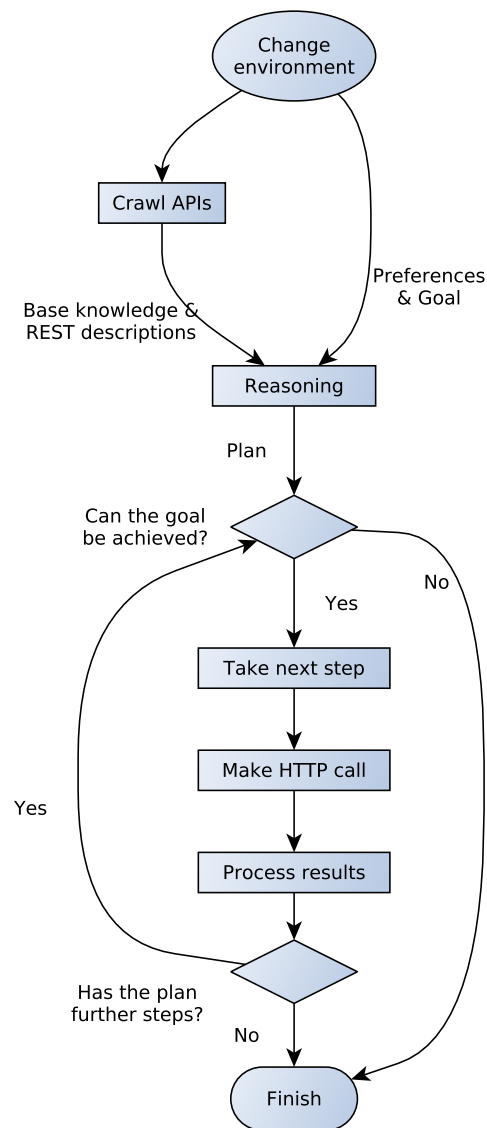 Change
environment
Crawl APIs
Preferences
& Goal
Base knowledge &
REST descriptions
Reasoning
Plan
Can the goal
be achieved?
No
Yes
Take next step
Make HTTP call
Yes
Process results
Has the plan
further steps?
No
Finish